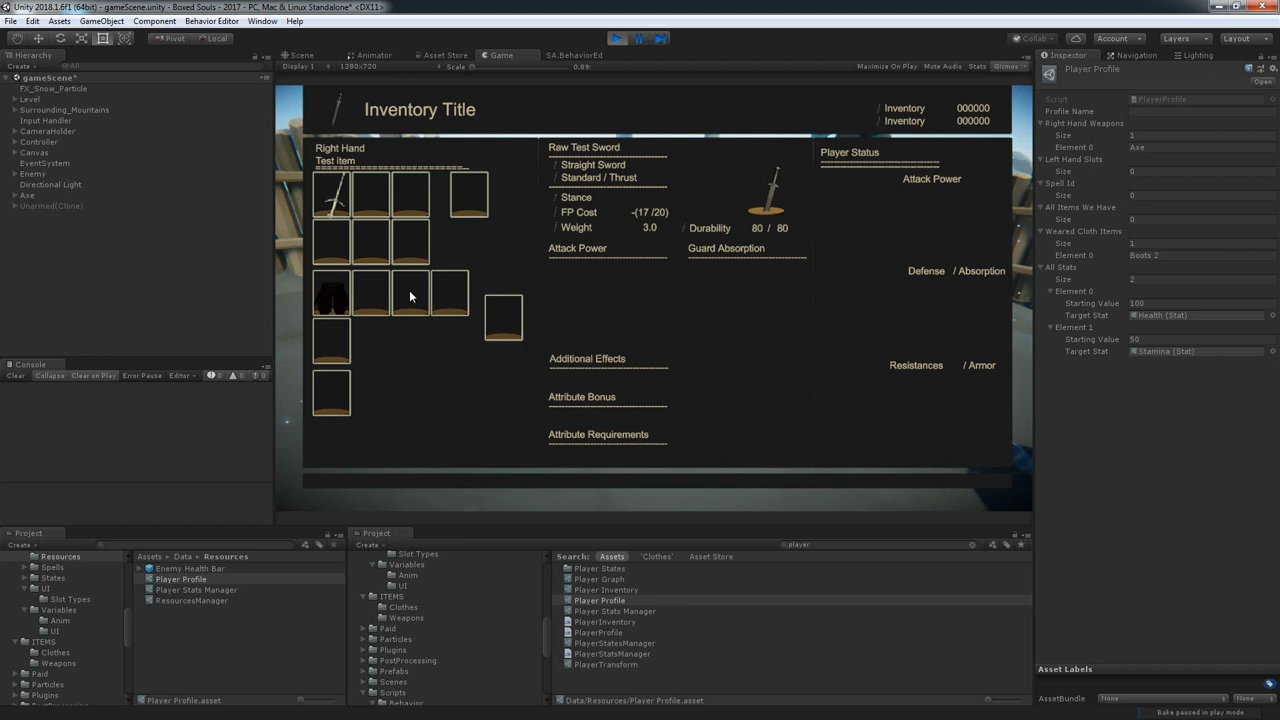 Unity 2018.1.6f1 (64bit) - gameScene.unity - Boxed Souls - 2017 - PC, Mac & Linux Standalone* <DX11>
File Edit Assets GameObject Component Behavior Editor Window Help
Pivot Local Collab Account Layers Layout
Hierarchy
Create All
gameScene*
FX_Snow_Particle
Level
Surrounding_Mountains
Input Handler
CameraHolder
Controller
Canvas
EventSystem
Enemy
Directional Light
Axe
Unarmed(Clone)
Console
Clear Collapse Clear on Play Error Pause Editor 0 0 0
Scene Animator Asset Store Game SA.BehaviorEd
Display 1 1280x720 Scale 0.89: Maximize On Play Mute Audio Stats Gizmos
Inventory Title
Inventory 000000
Inventory 000000
Right Hand
Test item
Raw Test Sword
/ Straight Sword
/ Standard / Thrust
/ Stance
/ FP Cost -(17 /20)
/ Weight 3.0
/ Durability 80 / 80
Attack Power
Guard Absorption
Additional Effects
Attribute Bonus
Attribute Requirements
Player Status
Attack Power
Defense / Absorption
Resistances / Armor
Inspector Navigation Lighting
Player Profile
Open
Script PlayerProfile
Profile Name
Right Hand Weapons
Size 1
Element 0 Axe
Left Hand Slots
Size 0
Spell Id
Size 0
All Items We Have
Size 0
Weared Cloth Items
Size 1
Element 0 Boots 2
All Stats
Size 2
Element 0
Starting Value 100
Target Stat Health (Stat)
Element 1
Starting Value 50
Target Stat Stamina (Stat)
Asset Labels
AssetBundle None None
Bake paused in play mode
Project
Create
Resources
Spells
States
UI
Slot Types
Variables
Anim
UI
ITEMS
Clothes
Weapons
Paid
Particles
Plugins
Assets Data Resources
Enemy Health Bar
Player Profile
Player Stats Manager
ResourcesManager
Player Profile.asset
Project
Create player
Slot Types
Variables
Anim
UI
ITEMS
Clothes
Weapons
Paid
Particles
Plugins
PostProcessing
Prefabs
Scenes
Scripts
Behavior
Search: Assets 'Clothes' Asset Store
Player States
Player Graph
Player Inventory
Player Profile
Player Stats Manager
PlayerInventory
PlayerProfile
PlayerStatesManager
PlayerStatsManager
PlayerTransform
Data/Resources/Player Profile.asset